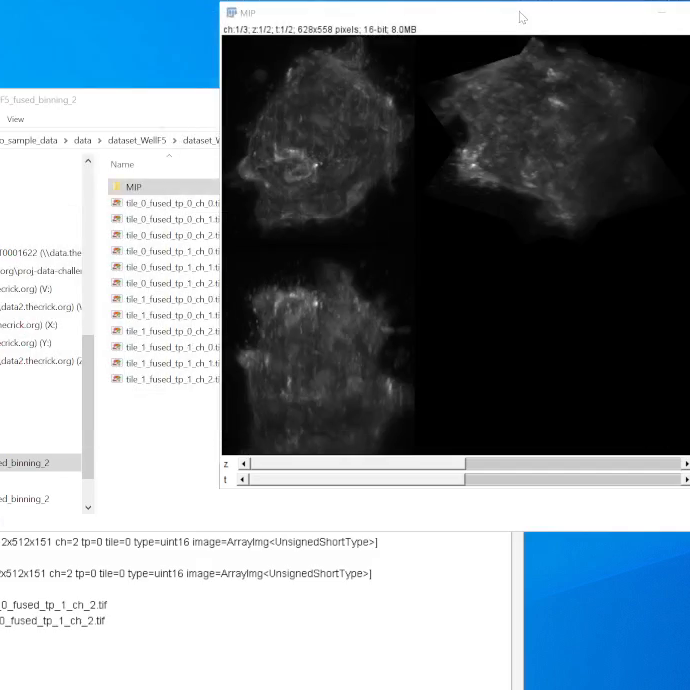 MIP
ch:1/3; z:1/2; t:1/2; 628x558 pixels; 16-bit; 8.0MB
F5_fused_binning_2
View
o_sample_data > data > dataset_WellF5 > dataset_W
Name
MIP
tile_0_fused_tp_0_ch_0.ti
tile_0_fused_tp_0_ch_1.ti
tile_0_fused_tp_0_ch_2.ti
tile_0_fused_tp_1_ch_0.ti
tile_0_fused_tp_1_ch_1.ti
tile_0_fused_tp_1_ch_2.ti
tile_1_fused_tp_0_ch_0.ti
tile_1_fused_tp_0_ch_1.ti
tile_1_fused_tp_0_ch_2.ti
tile_1_fused_tp_1_ch_0.ti
tile_1_fused_tp_1_ch_1.ti
tile_1_fused_tp_1_ch_2.ti
T0001622 (\\data.the
org\proj-data-challe
ecrick.org) (V:)
data2.thecrick.org) (\
hecrick.org) (X:)
ecrick.org) (Y:)
data2.thecrick.org) (
ed_binning_2
ed_binning_2
z
t
2x512x151 ch=2 tp=0 tile=0 type=uint16 image=ArrayImg<UnsignedShortType>]
x512x151 ch=2 tp=0 tile=0 type=uint16 image=ArrayImg<UnsignedShortType>]
_0_fused_tp_1_ch_2.tif
0_fused_tp_1_ch_2.tif